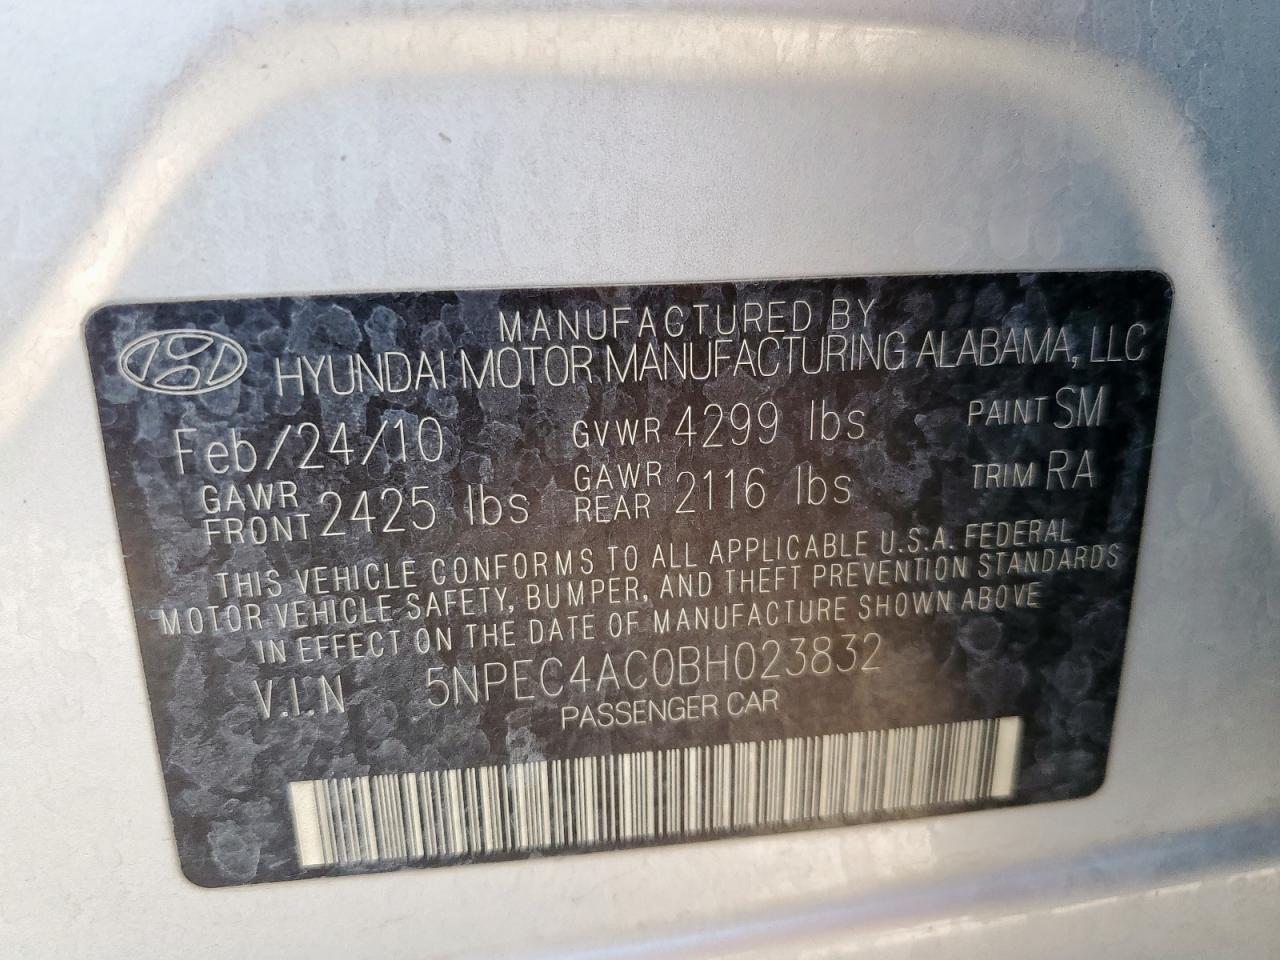 MANUFACTURED BY
HYUNDAI MOTOR MANUFACTURING ALABAMA, LLC
Feb/24/10 GVWR 4299 lbs PAINT SM
GAWR FRONT 2425 lbs GAWR REAR 2116 lbs TRIM RA
THIS VEHICLE CONFORMS TO ALL APPLICABLE U.S.A. FEDERAL
MOTOR VEHICLE SAFETY, BUMPER, AND THEFT PREVENTION STANDARDS
IN EFFECT ON THE DATE OF MANUFACTURE SHOWN ABOVE
V.I.N 5NPEC4AC0BH023832
PASSENGER CAR